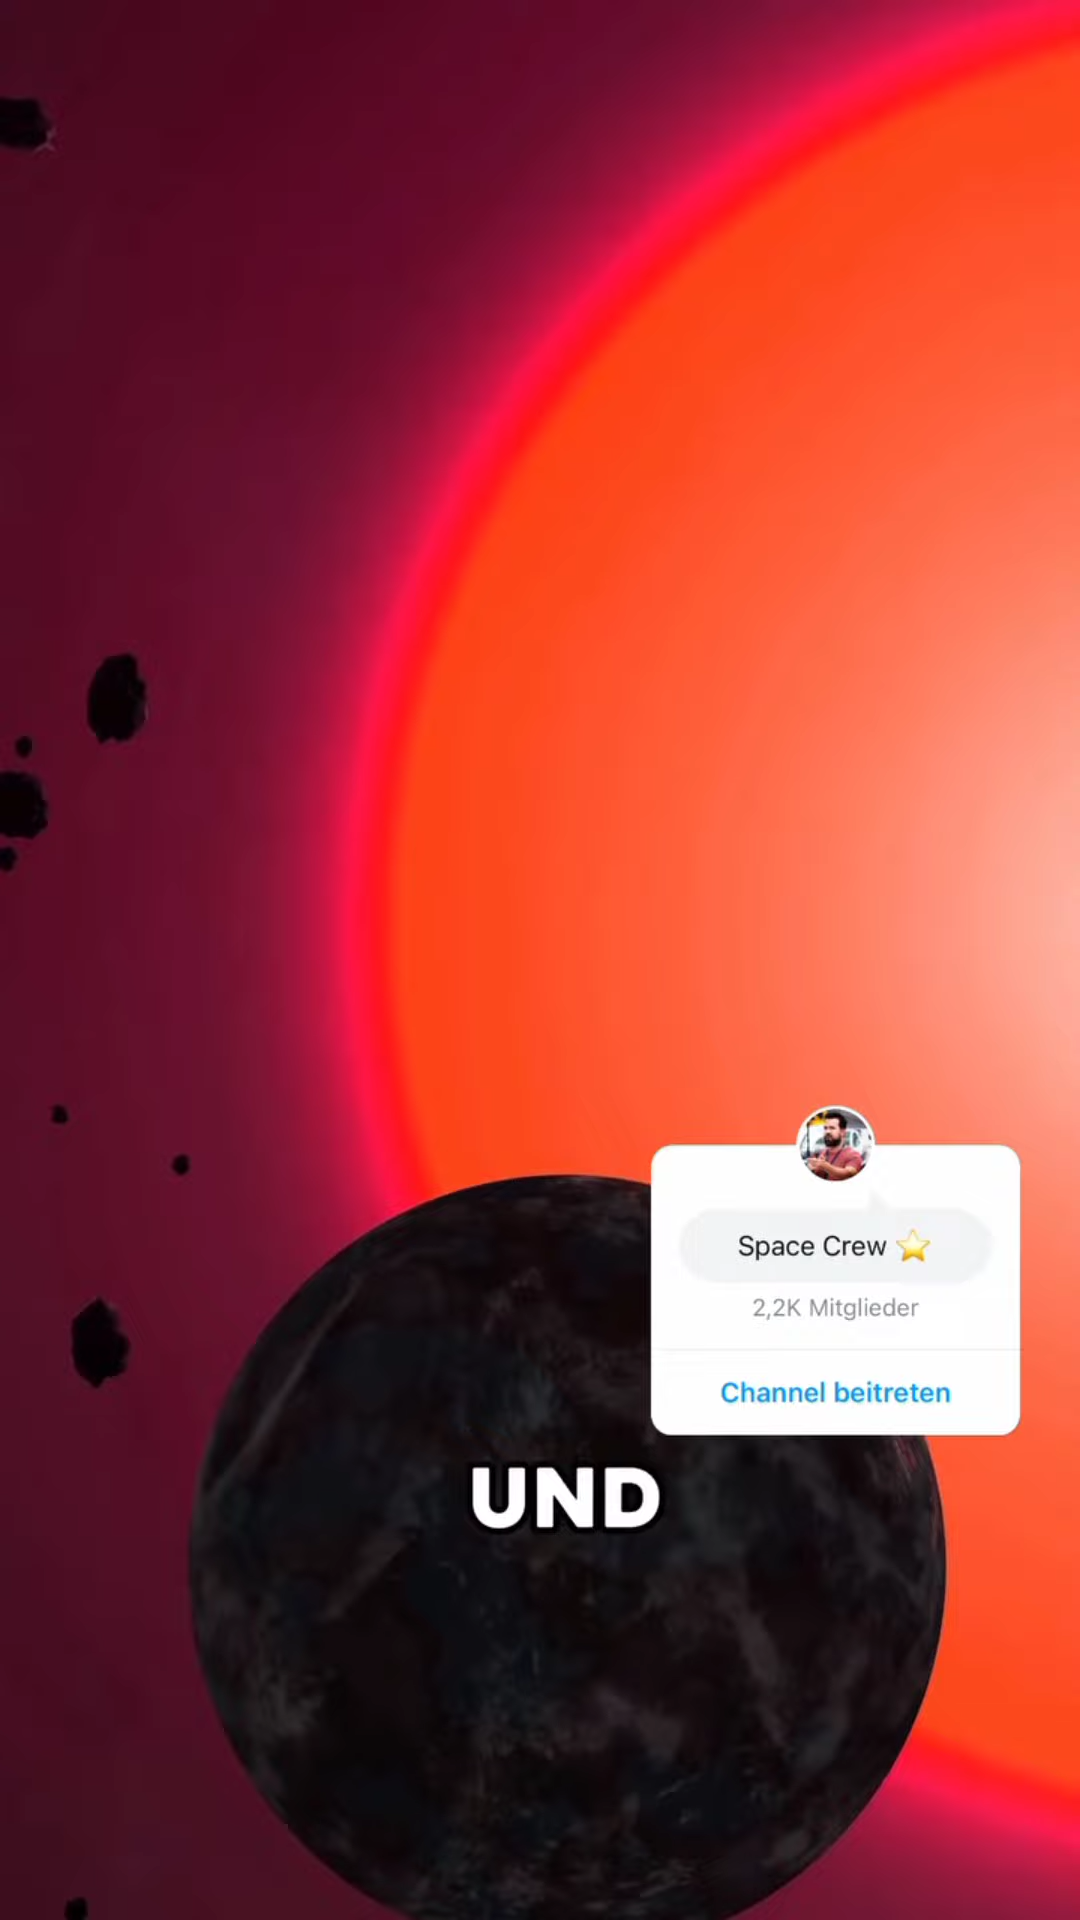 Space Crew ⭐
2,2K Mitglieder
Channel beitreten
UND